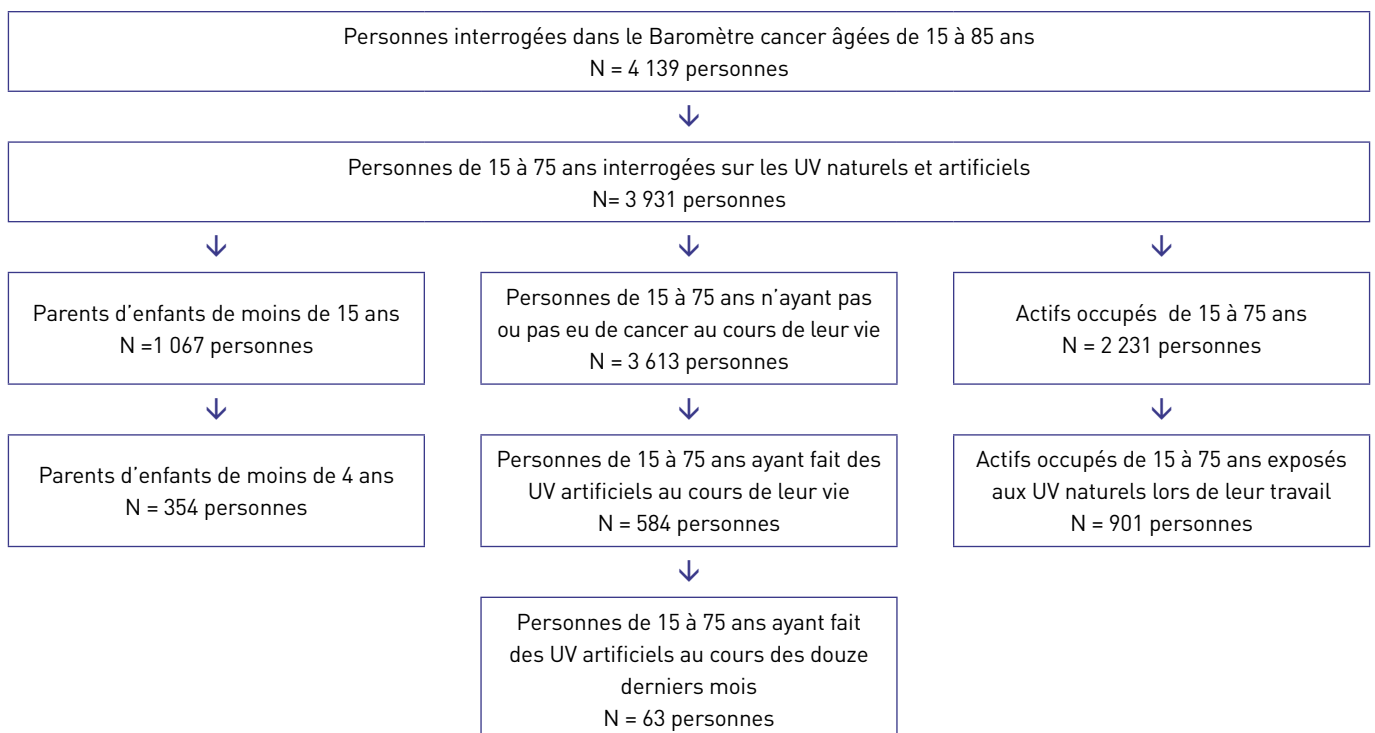 Personnes interrogées dans le Baromètre cancer âgées de 15 à 85 ans
N = 4 139 personnes
Personnes de 15 à 75 ans interrogées sur les UV naturels et artificiels
N= 3 931 personnes
Parents d’enfants de moins de 15 ans
N =1 067 personnes
Personnes de 15 à 75 ans n’ayant pas
ou pas eu de cancer au cours de leur vie
N = 3 613 personnes
Actifs occupés de 15 à 75 ans
N = 2 231 personnes
Parents d’enfants de moins de 4 ans
N = 354 personnes
Personnes de 15 à 75 ans ayant fait des
UV artificiels au cours de leur vie
N = 584 personnes
Actifs occupés de 15 à 75 ans exposés
aux UV naturels lors de leur travail
N = 901 personnes
Personnes de 15 à 75 ans ayant fait
des UV artificiels au cours des douze
derniers mois
N = 63 personnes